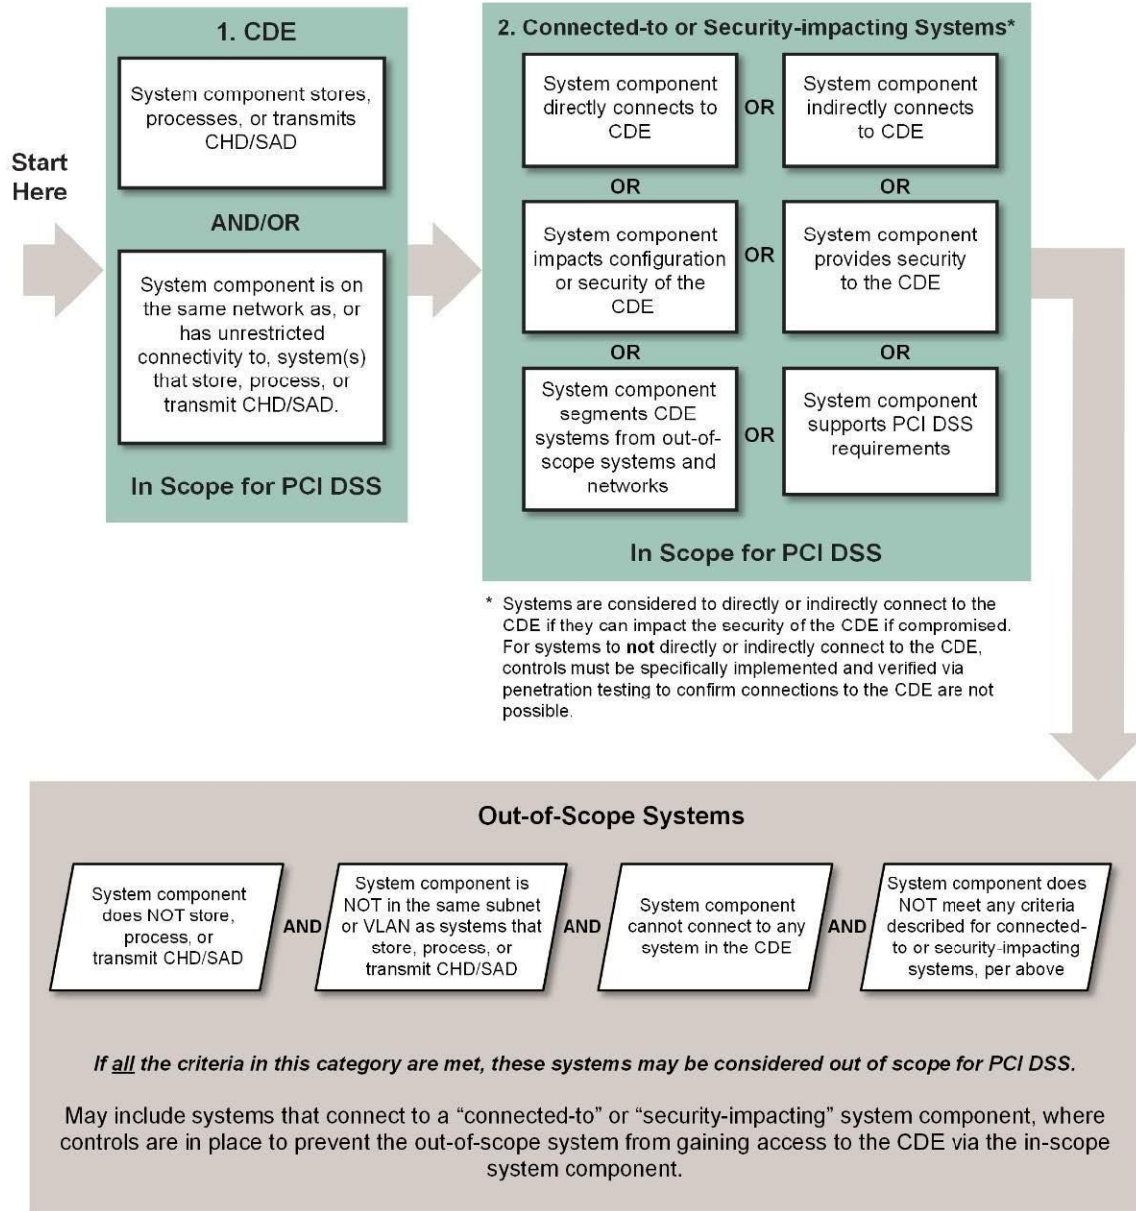 Start
Here
1. CDE
System component stores,
processes, or transmits
CHD/SAD
AND/OR
System component is on
the same network as, or
has unrestricted
connectivity to, system(s)
that store, process, or
transmit CHD/SAD.
In Scope for PCI DSS
2. Connected-to or Security-impacting Systems*
System component
directly connects to
CDE
OR
System component
indirectly connects
to CDE
OR
OR
System component
impacts configuration
or security of the
CDE
OR
System component
provides security
to the CDE
OR
OR
System component
segments CDE
systems from out-of-
scope systems and
networks
OR
System component
supports PCI DSS
requirements
In Scope for PCI DSS
* Systems are considered to directly or indirectly connect to the
CDE if they can impact the security of the CDE if compromised.
For systems to not directly or indirectly connect to the CDE,
controls must be specifically implemented and verified via
penetration testing to confirm connections to the CDE are not
possible.
Out-of-Scope Systems
System component
does NOT store,
process, or
transmit CHD/SAD
AND
System component is
NOT in the same subnet
or VLAN as systems that
store, process, or
transmit CHD/SAD
AND
System component
cannot connect to any
system in the CDE
AND
System component does
NOT meet any criteria
described for connected-
to or security-impacting
systems, per above
If all the criteria in this category are met, these systems may be considered out of scope for PCI DSS.
May include systems that connect to a “connected-to” or “security-impacting” system component, where
controls are in place to prevent the out-of-scope system from gaining access to the CDE via the in-scope
system component.